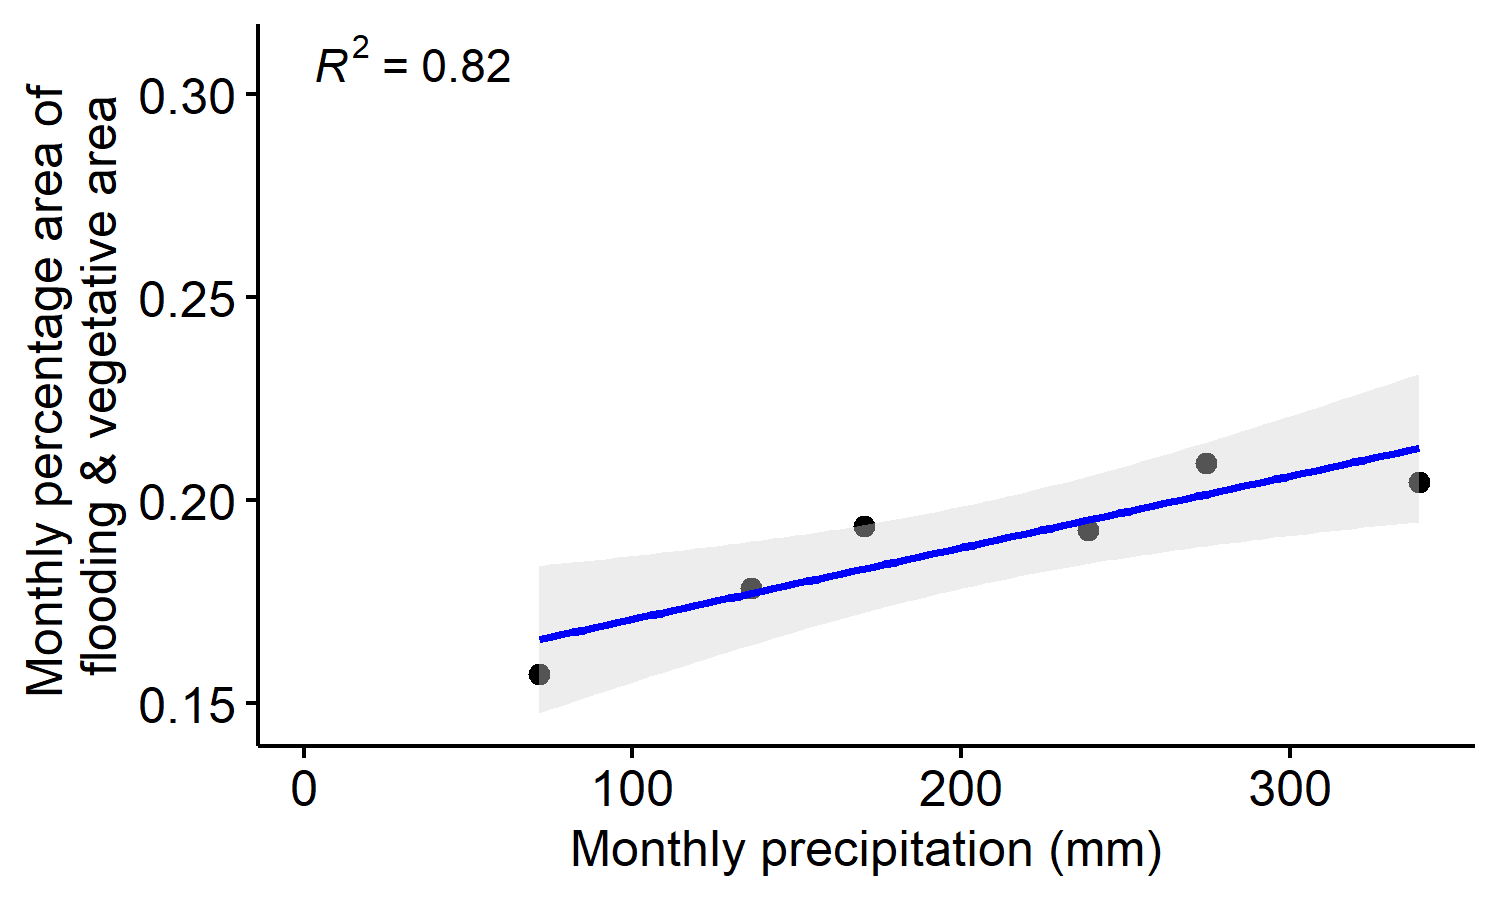 R² = 0.82
Monthly percentage area of
flooding & vegetative area
0.30
0.25
0.20
0.15
0
100
200
300
Monthly precipitation (mm)